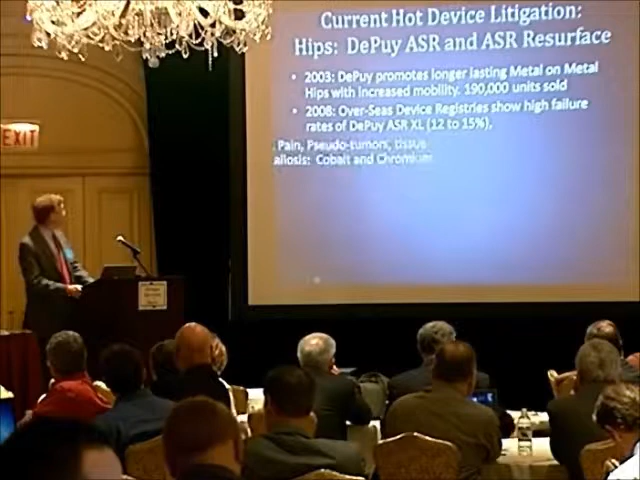 Current Hot Device Litigation:
Hips: DePuy ASR and ASR Resurface
• 2003: DePuy promotes longer lasting Metal on Metal
Hips with increased mobility. 190,000 units sold
• 2008: Over-Seas Device Registries show high failure
rates of DePuy ASR XL (12 to 15%),
Pain, Pseudo-tumors, tissue
allosis: Cobalt and Chromium
EXIT